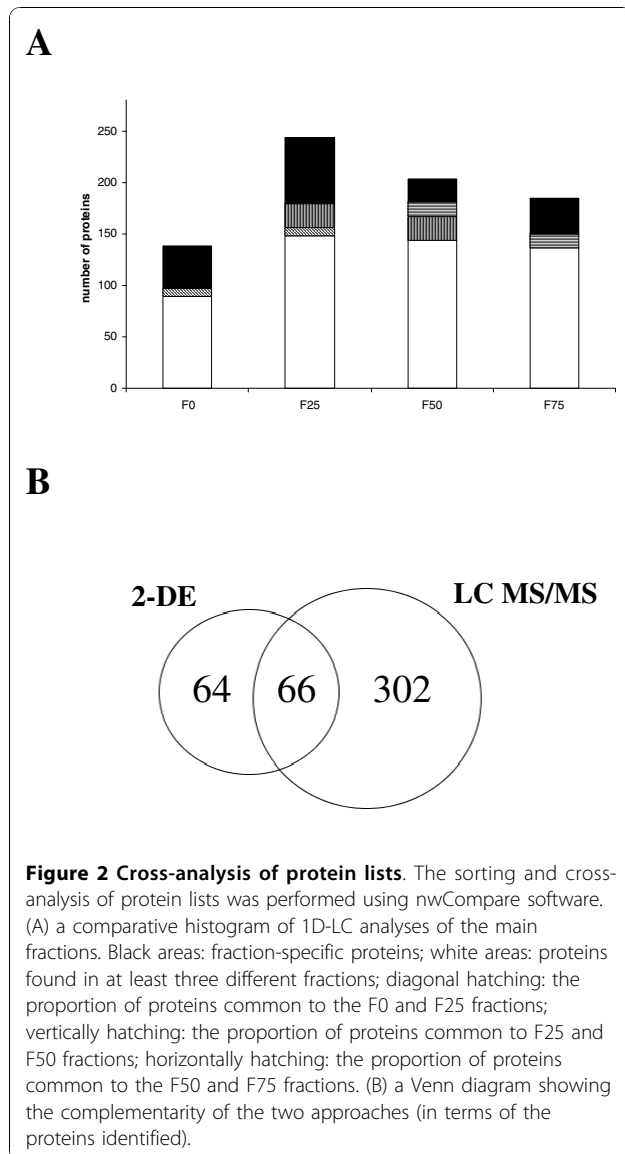 A
250
200
150
100
50
0
number of proteins
F0 F25 F50 F75
B
2-DE LC MS/MS
64 66 302
Figure 2 Cross-analysis of protein lists. The sorting and cross-
analysis of protein lists was performed using nwCompare software.
(A) a comparative histogram of 1D-LC analyses of the main
fractions. Black areas: fraction-specific proteins; white areas: proteins
found in at least three different fractions; diagonal hatching: the
proportion of proteins common to the F0 and F25 fractions;
vertically hatching: the proportion of proteins common to F25 and
F50 fractions; horizontally hatching: the proportion of proteins
common to the F50 and F75 fractions. (B) a Venn diagram showing
the complementarity of the two approaches (in terms of the
proteins identified).